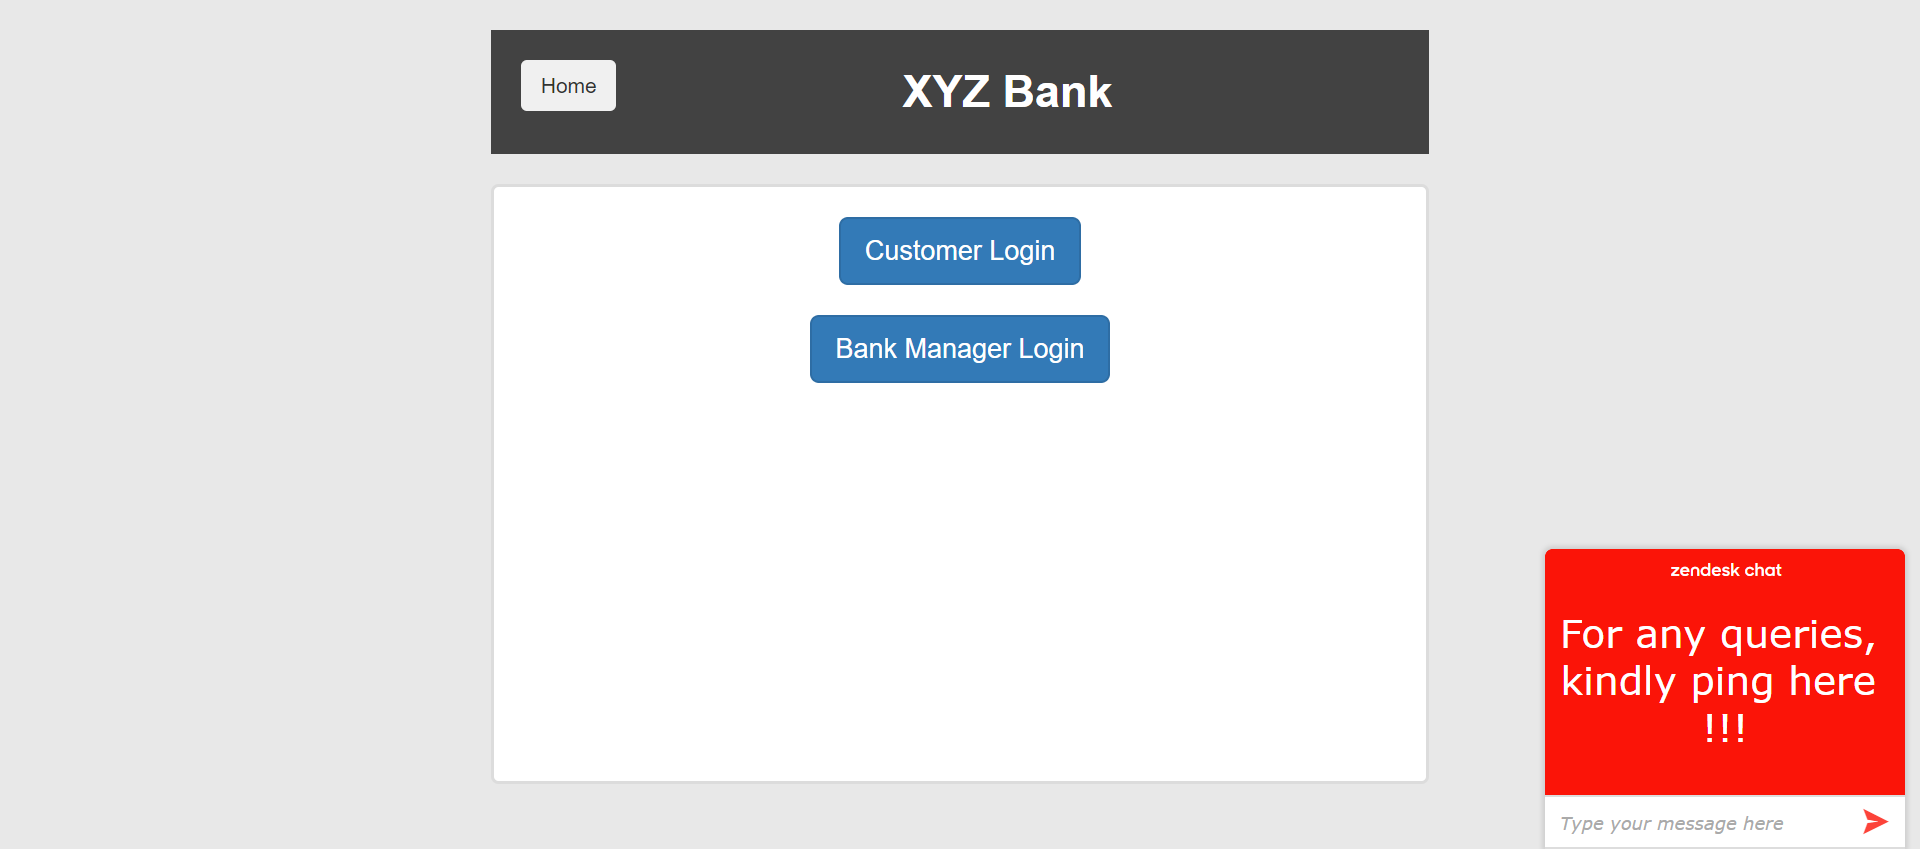 Home
XYZ Bank
Customer Login
Bank Manager Login
zendesk chat
For any queries,
kindly ping here
!!!
Type your message here